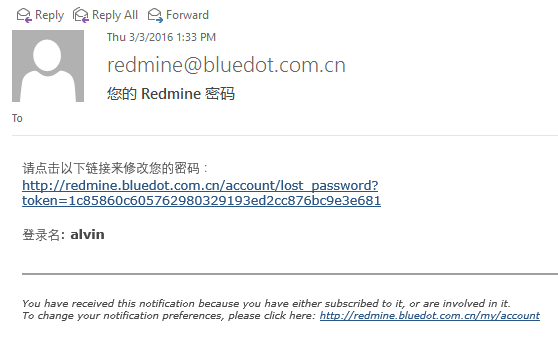 Reply Reply All Forward
Thu 3/3/2016 1:33 PM
redmine@bluedot.com.cn
您的 Redmine 密码
To
请点击以下链接来修改您的密码：
http://redmine.bluedot.com.cn/account/lost_password?
token=1c85860c605762980329193ed2cc876bc9e3e681
登录名: alvin
You have received this notification because you have either subscribed to it, or are involved in it.
To change your notification preferences, please click here: http://redmine.bluedot.com.cn/my/account